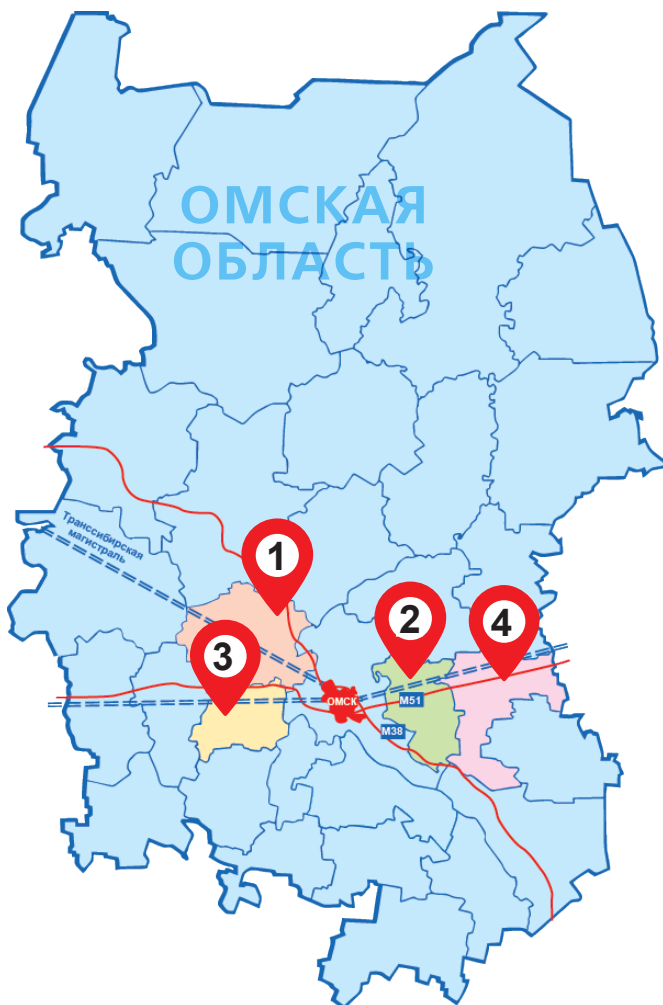 ОМСКАЯ
ОБЛАСТЬ
Транссибирская
магистраль
1
2
4
3
ОМСК
М51
М38